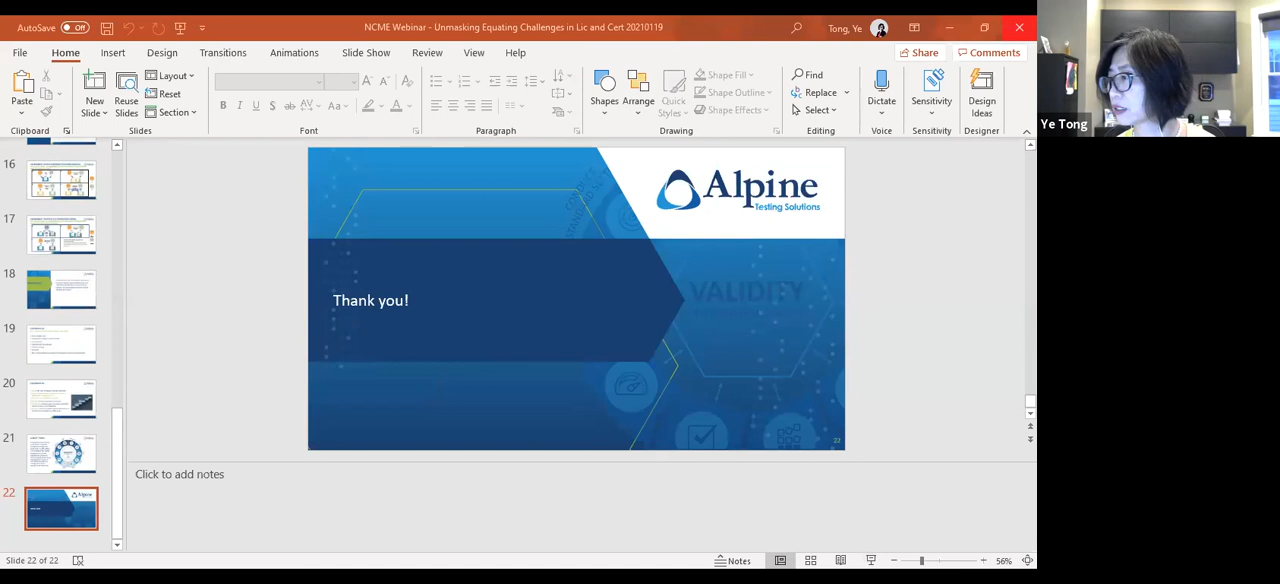 AutoSave Off
NCME Webinar - Unmasking Equating Challenges in Lic and Cert 20210119
Tong, Ye
File Home Insert Design Transitions Animations Slide Show Review View Help
Share Comments
Paste
New
Slide
Reuse
Slides
Layout
Reset
Section
B I U S ab AV Aa A
Shapes
Arrange
Quick
Styles
Shape Fill
Shape Outline
Shape Effects
Find
Replace
Select
Dictate
Sensitivity
Design
Ideas
Clipboard Slides Font Paragraph Drawing Editing Voice Sensitivity Designer
Ye Tong
16
17
18
19
20
21
22
Alpine
Testing Solutions
VALIDITY
Thank you!
22
Click to add notes
Slide 22 of 22
Notes
56%